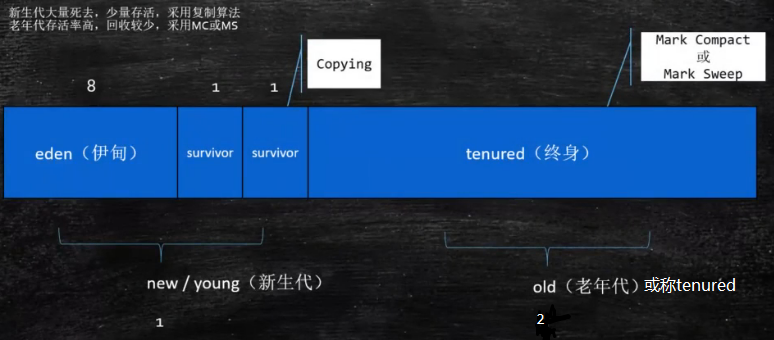 新生代大量死去，少量存活，采用复制算法
老年代存活率高，回收较少，采用MC或MS
Copying
Mark Compact
或
Mark Sweep
8
1
1
eden（伊甸）
survivor
survivor
tenured（终身）
new / young（新生代）
old（老年代）或称tenured
1
2